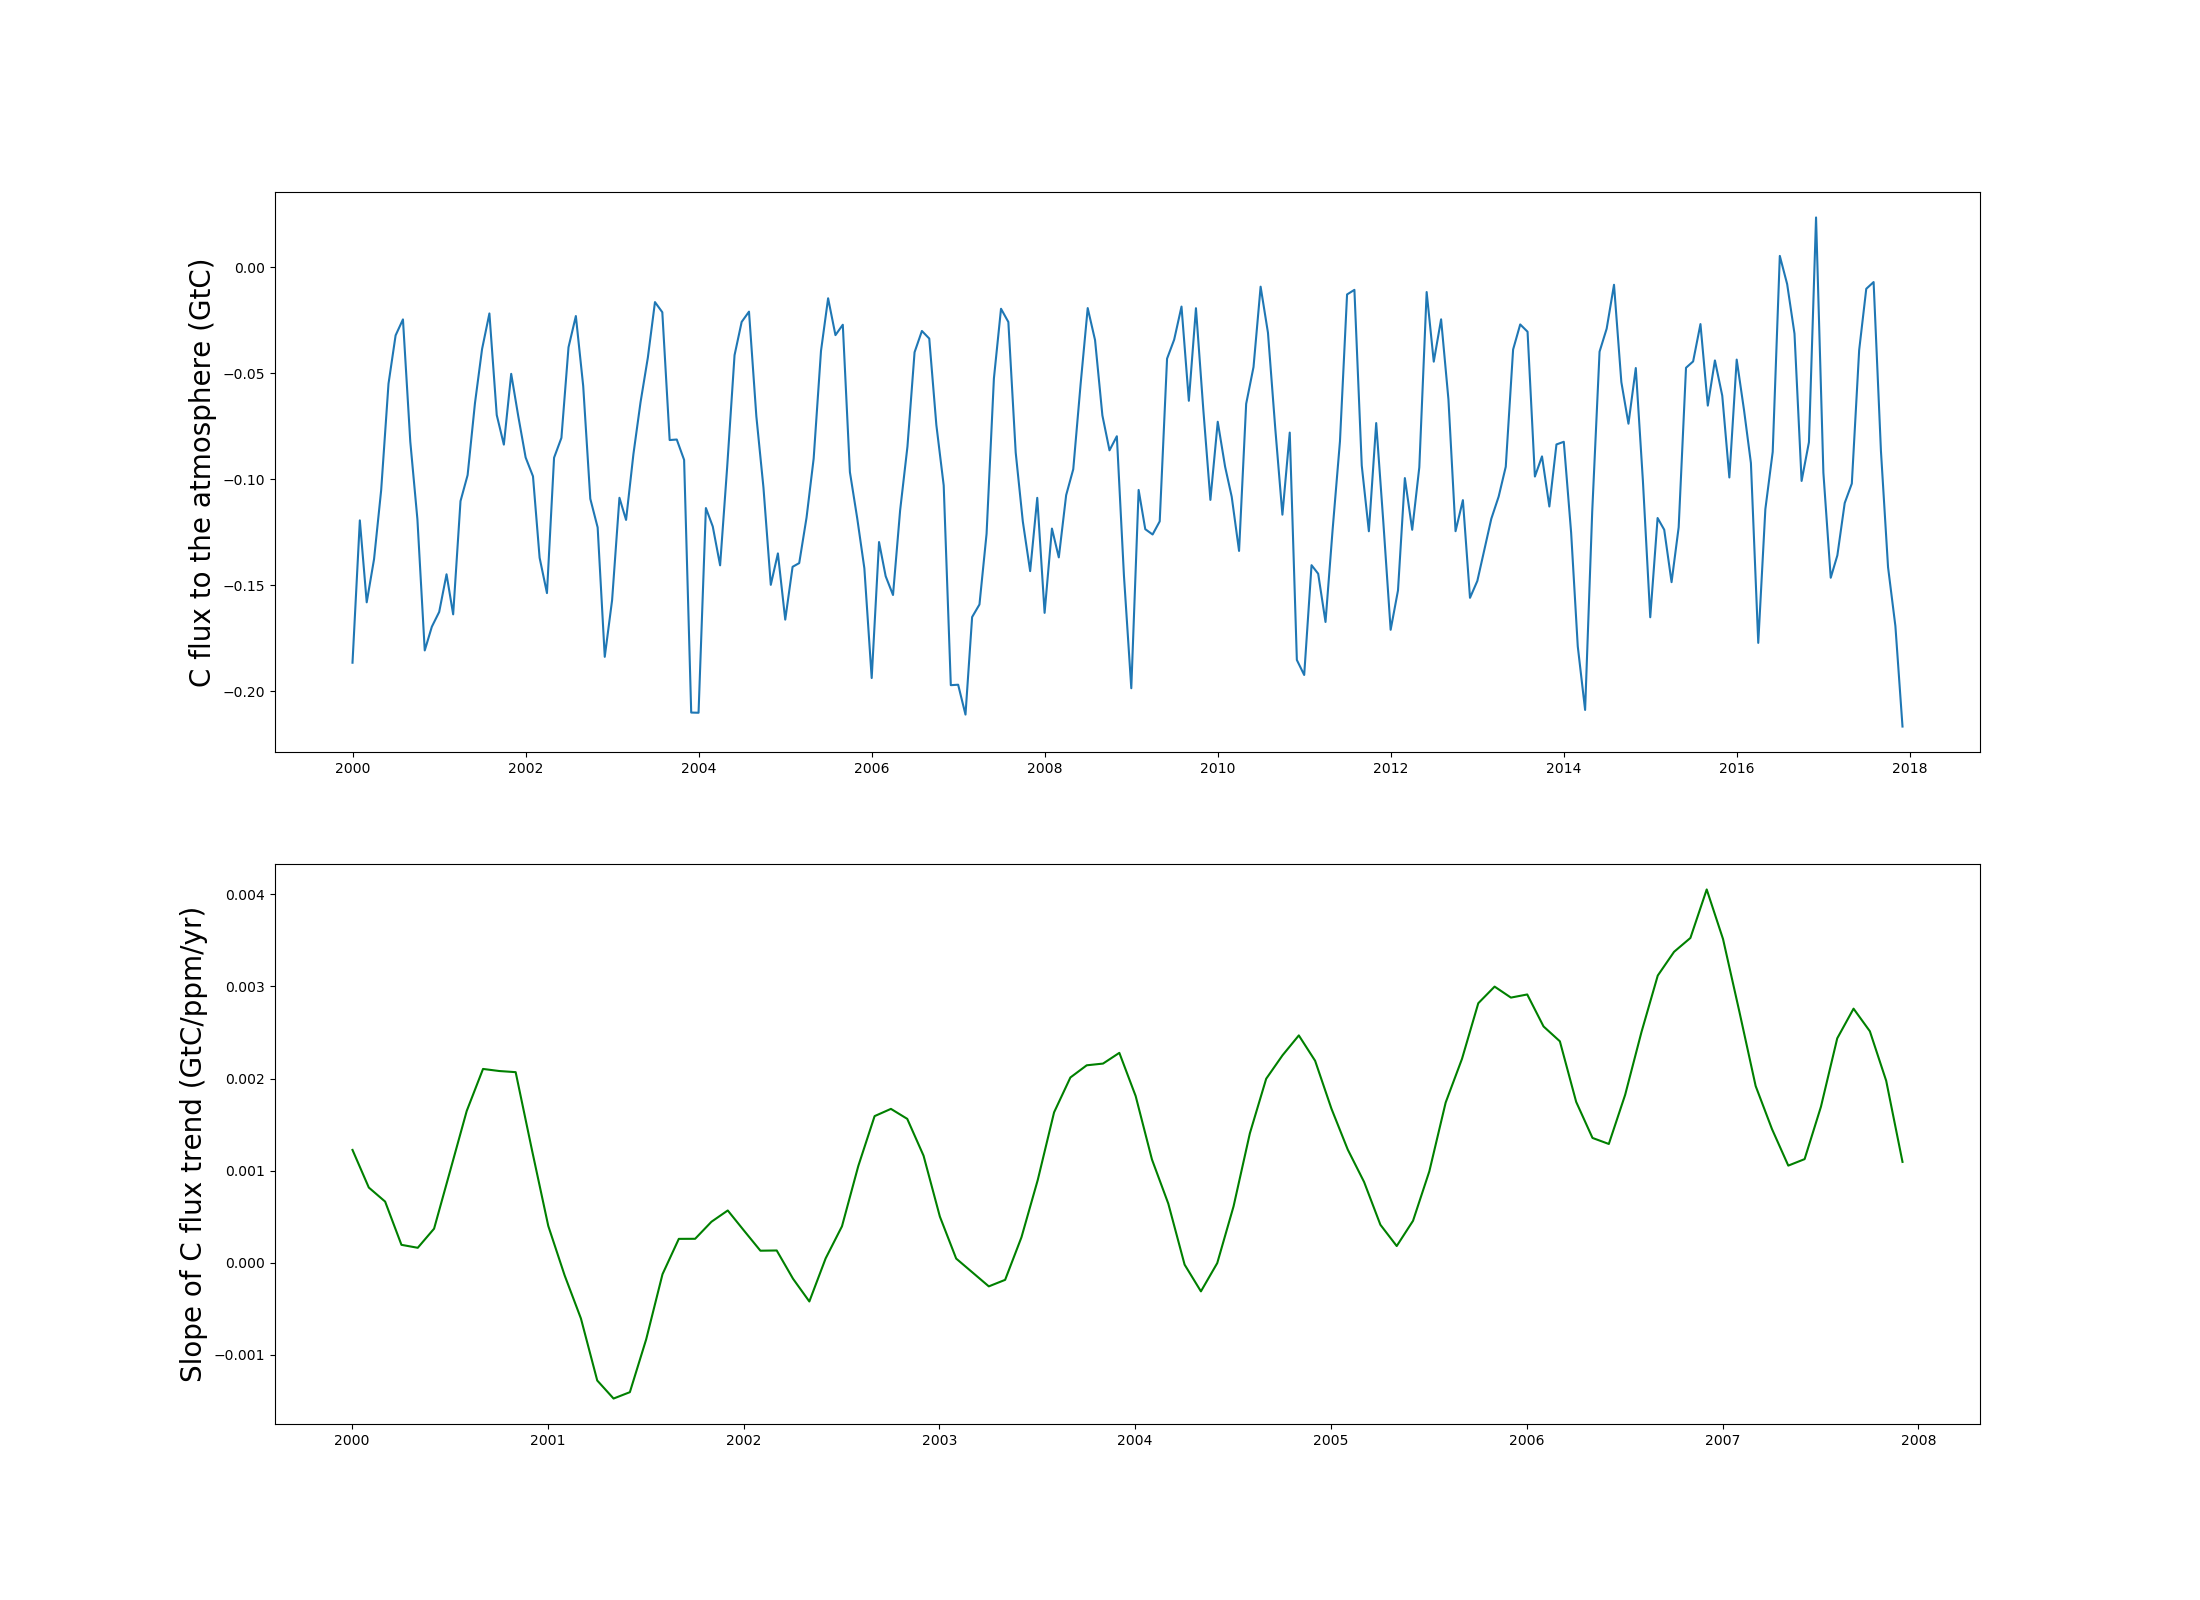 C flux to the atmosphere (GtC)
0.00
−0.05
−0.10
−0.15
−0.20
2000 2002 2004 2006 2008 2010 2012 2014 2016 2018
Slope of C flux trend (GtC/ppm/yr)
0.004
0.003
0.002
0.001
0.000
−0.001
2000 2001 2002 2003 2004 2005 2006 2007 2008